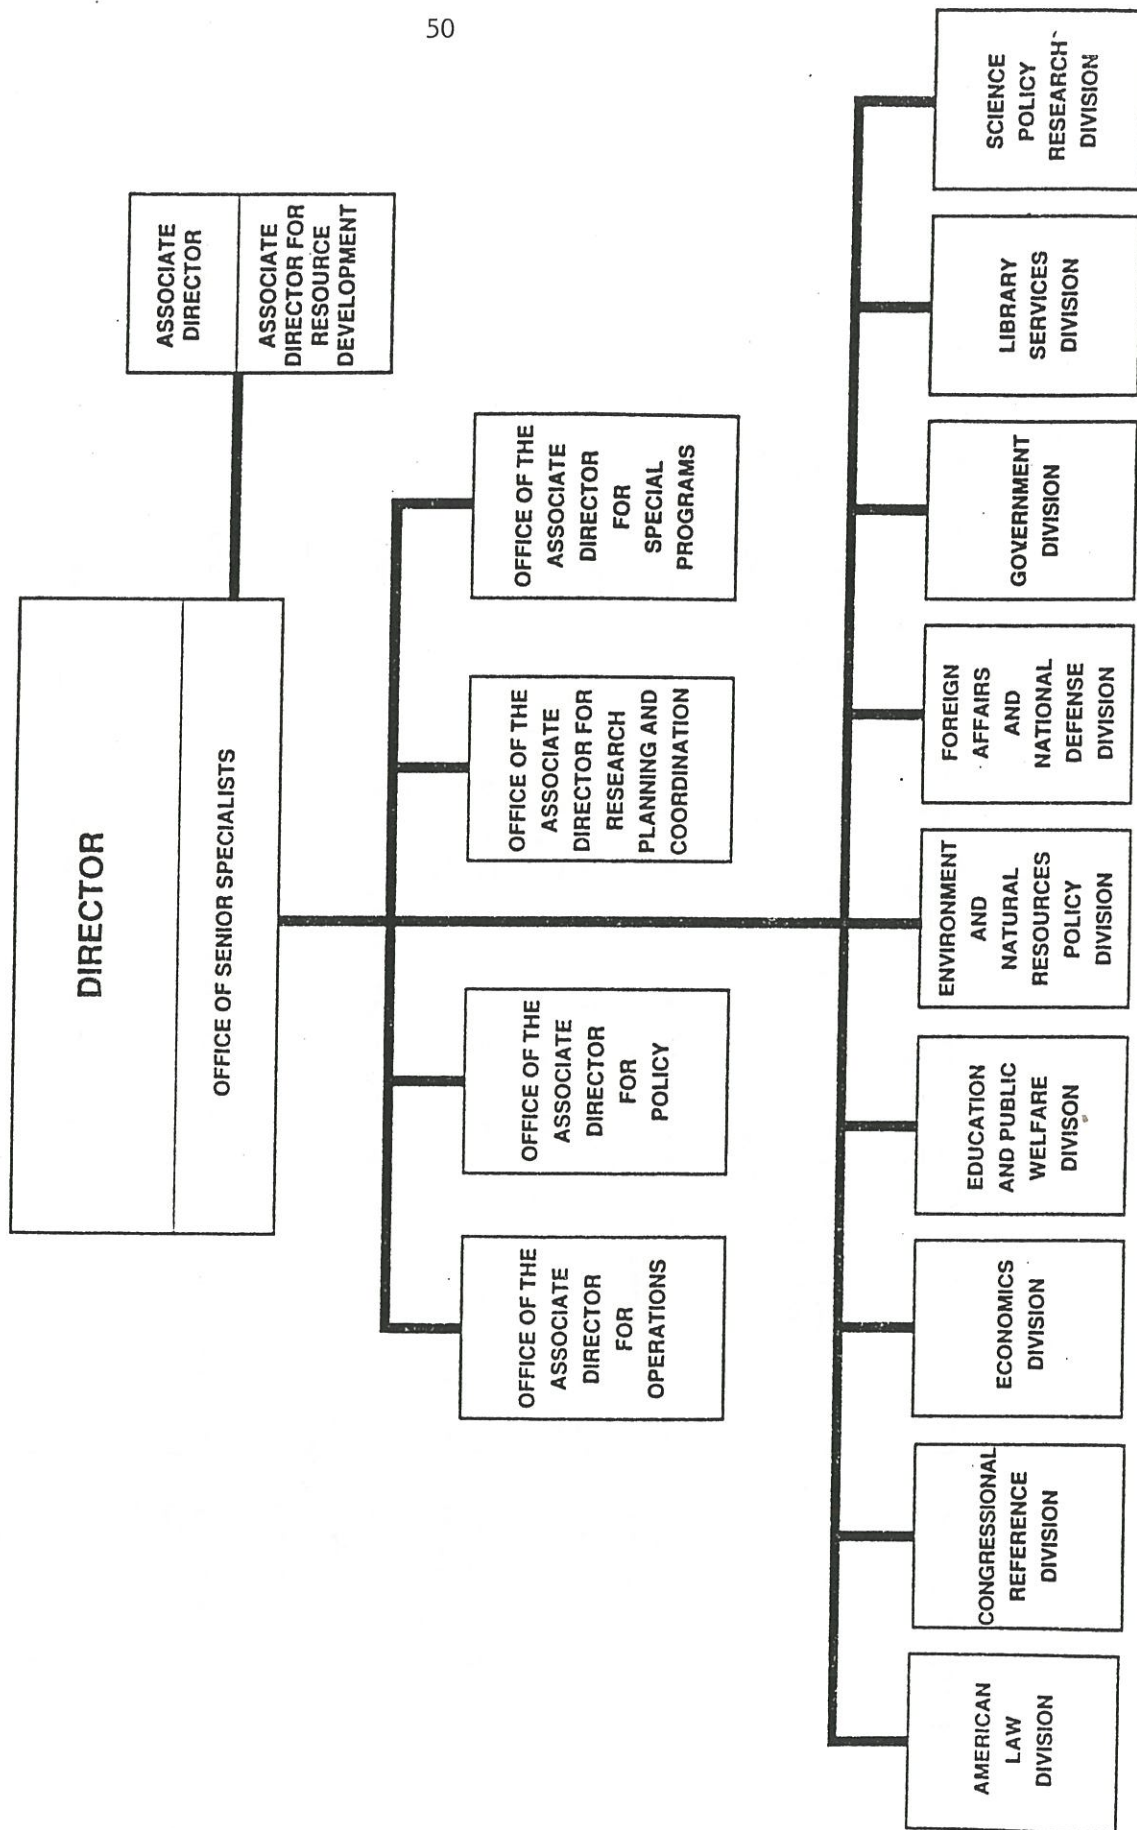 50
DIRECTOR
OFFICE OF SENIOR SPECIALISTS
ASSOCIATE
DIRECTOR
ASSOCIATE
DIRECTOR FOR
RESOURCE
DEVELOPMENT
OFFICE OF THE
ASSOCIATE
DIRECTOR
FOR
OPERATIONS
OFFICE OF THE
ASSOCIATE
DIRECTOR
FOR
POLICY
OFFICE OF THE
ASSOCIATE
DIRECTOR FOR
RESEARCH
PLANNING AND
COORDINATION
OFFICE OF THE
ASSOCIATE
DIRECTOR
FOR
SPECIAL
PROGRAMS
AMERICAN
LAW
DIVISION
CONGRESSIONAL
REFERENCE
DIVISION
ECONOMICS
DIVISION
EDUCATION
AND PUBLIC
WELFARE
DIVISON
ENVIRONMENT
AND
NATURAL
RESOURCES
POLICY
DIVISION
FOREIGN
AFFAIRS
AND
NATIONAL
DEFENSE
DIVISION
GOVERNMENT
DIVISION
LIBRARY
SERVICES
DIVISION
SCIENCE
POLICY
RESEARCH
DIVISION